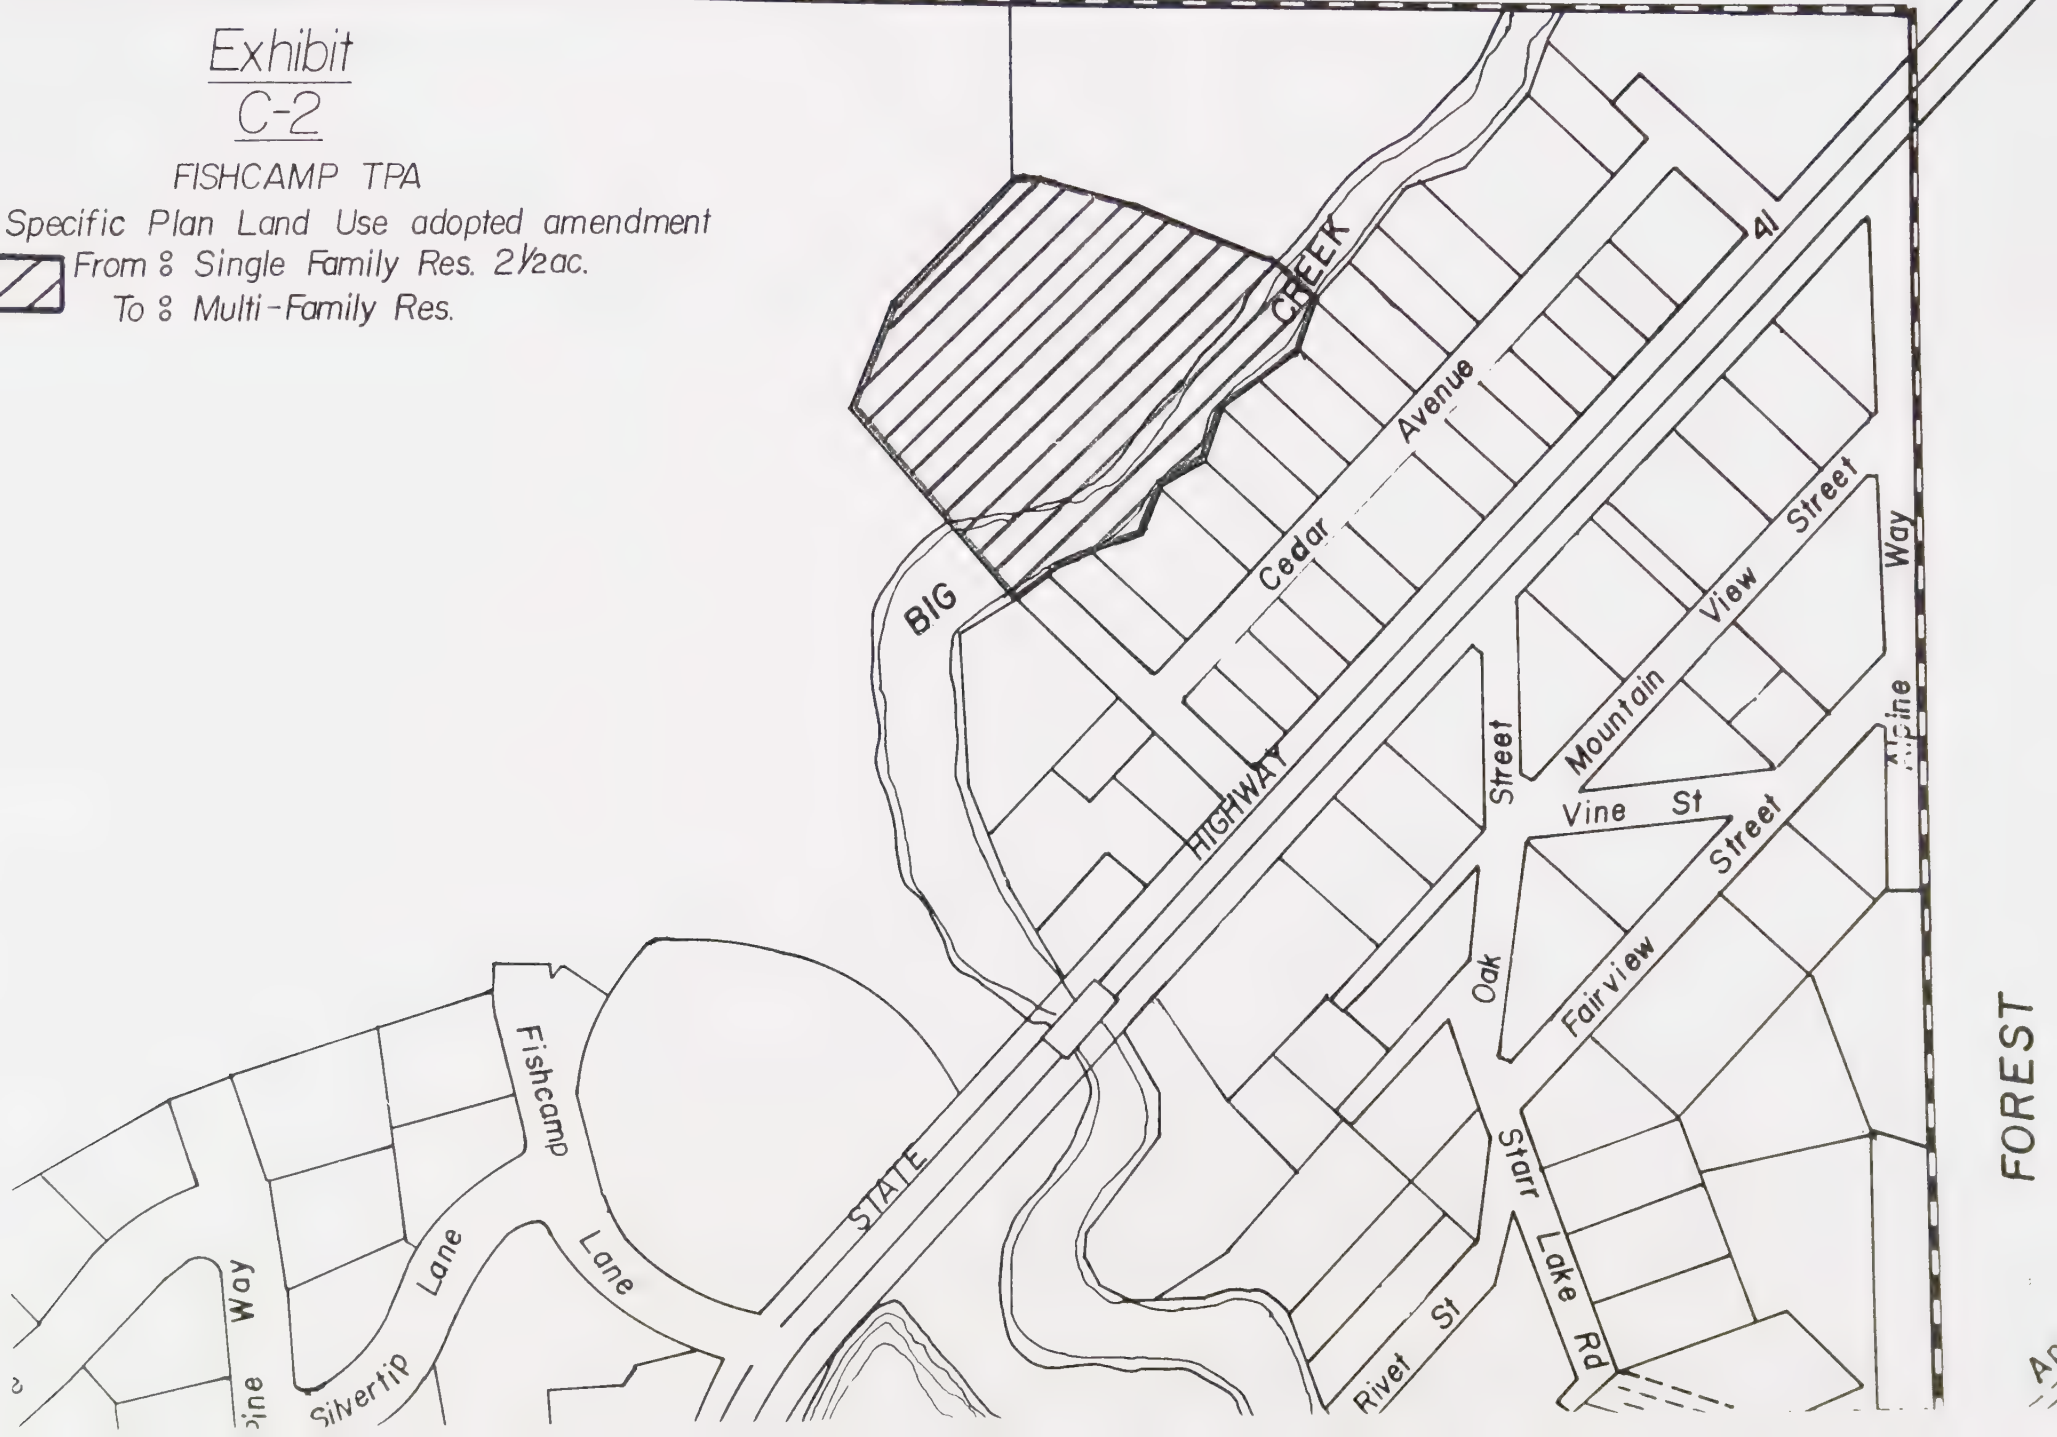 Exhibit
C-2
FISHCAMP TPA
Specific Plan Land Use adopted amendment
From : Single Family Res. 2½ac.
To : Multi-Family Res.
CREEK
BIG
41
HIGHWAY
STATE
Cedar Avenue
Mountain View Street
Alpine Way
Vine St
Oak Street
Fairview Street
Starr Lake Rd
Rivet St
Fishcamp Lane
Silvertip Lane
Way
FOREST